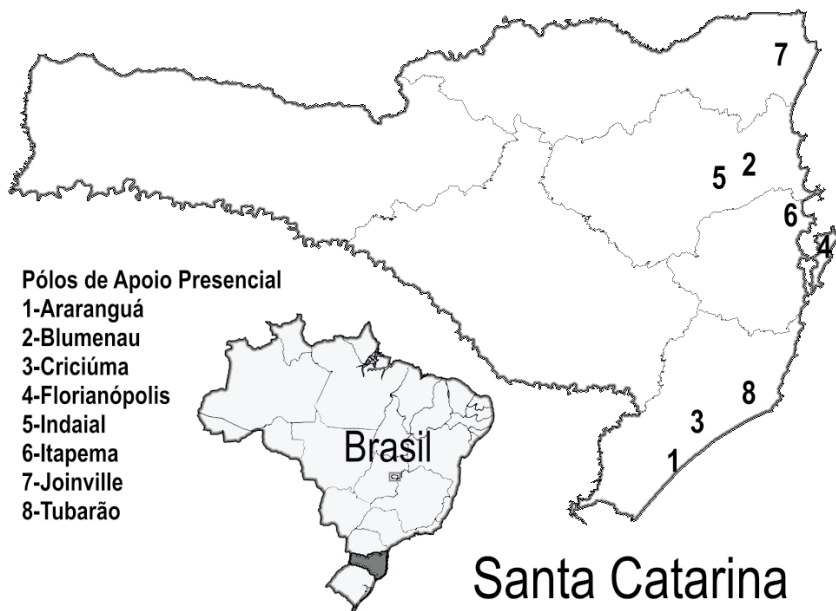 7
2
5
6
4
Pólos de Apoio Presencial
1-Araranguá
2-Blumenau
3-Criciúma
4-Florianópolis
5-Indaial
6-Itapema
7-Joinville
8-Tubarão
Brasil
8
3
1
Santa Catarina